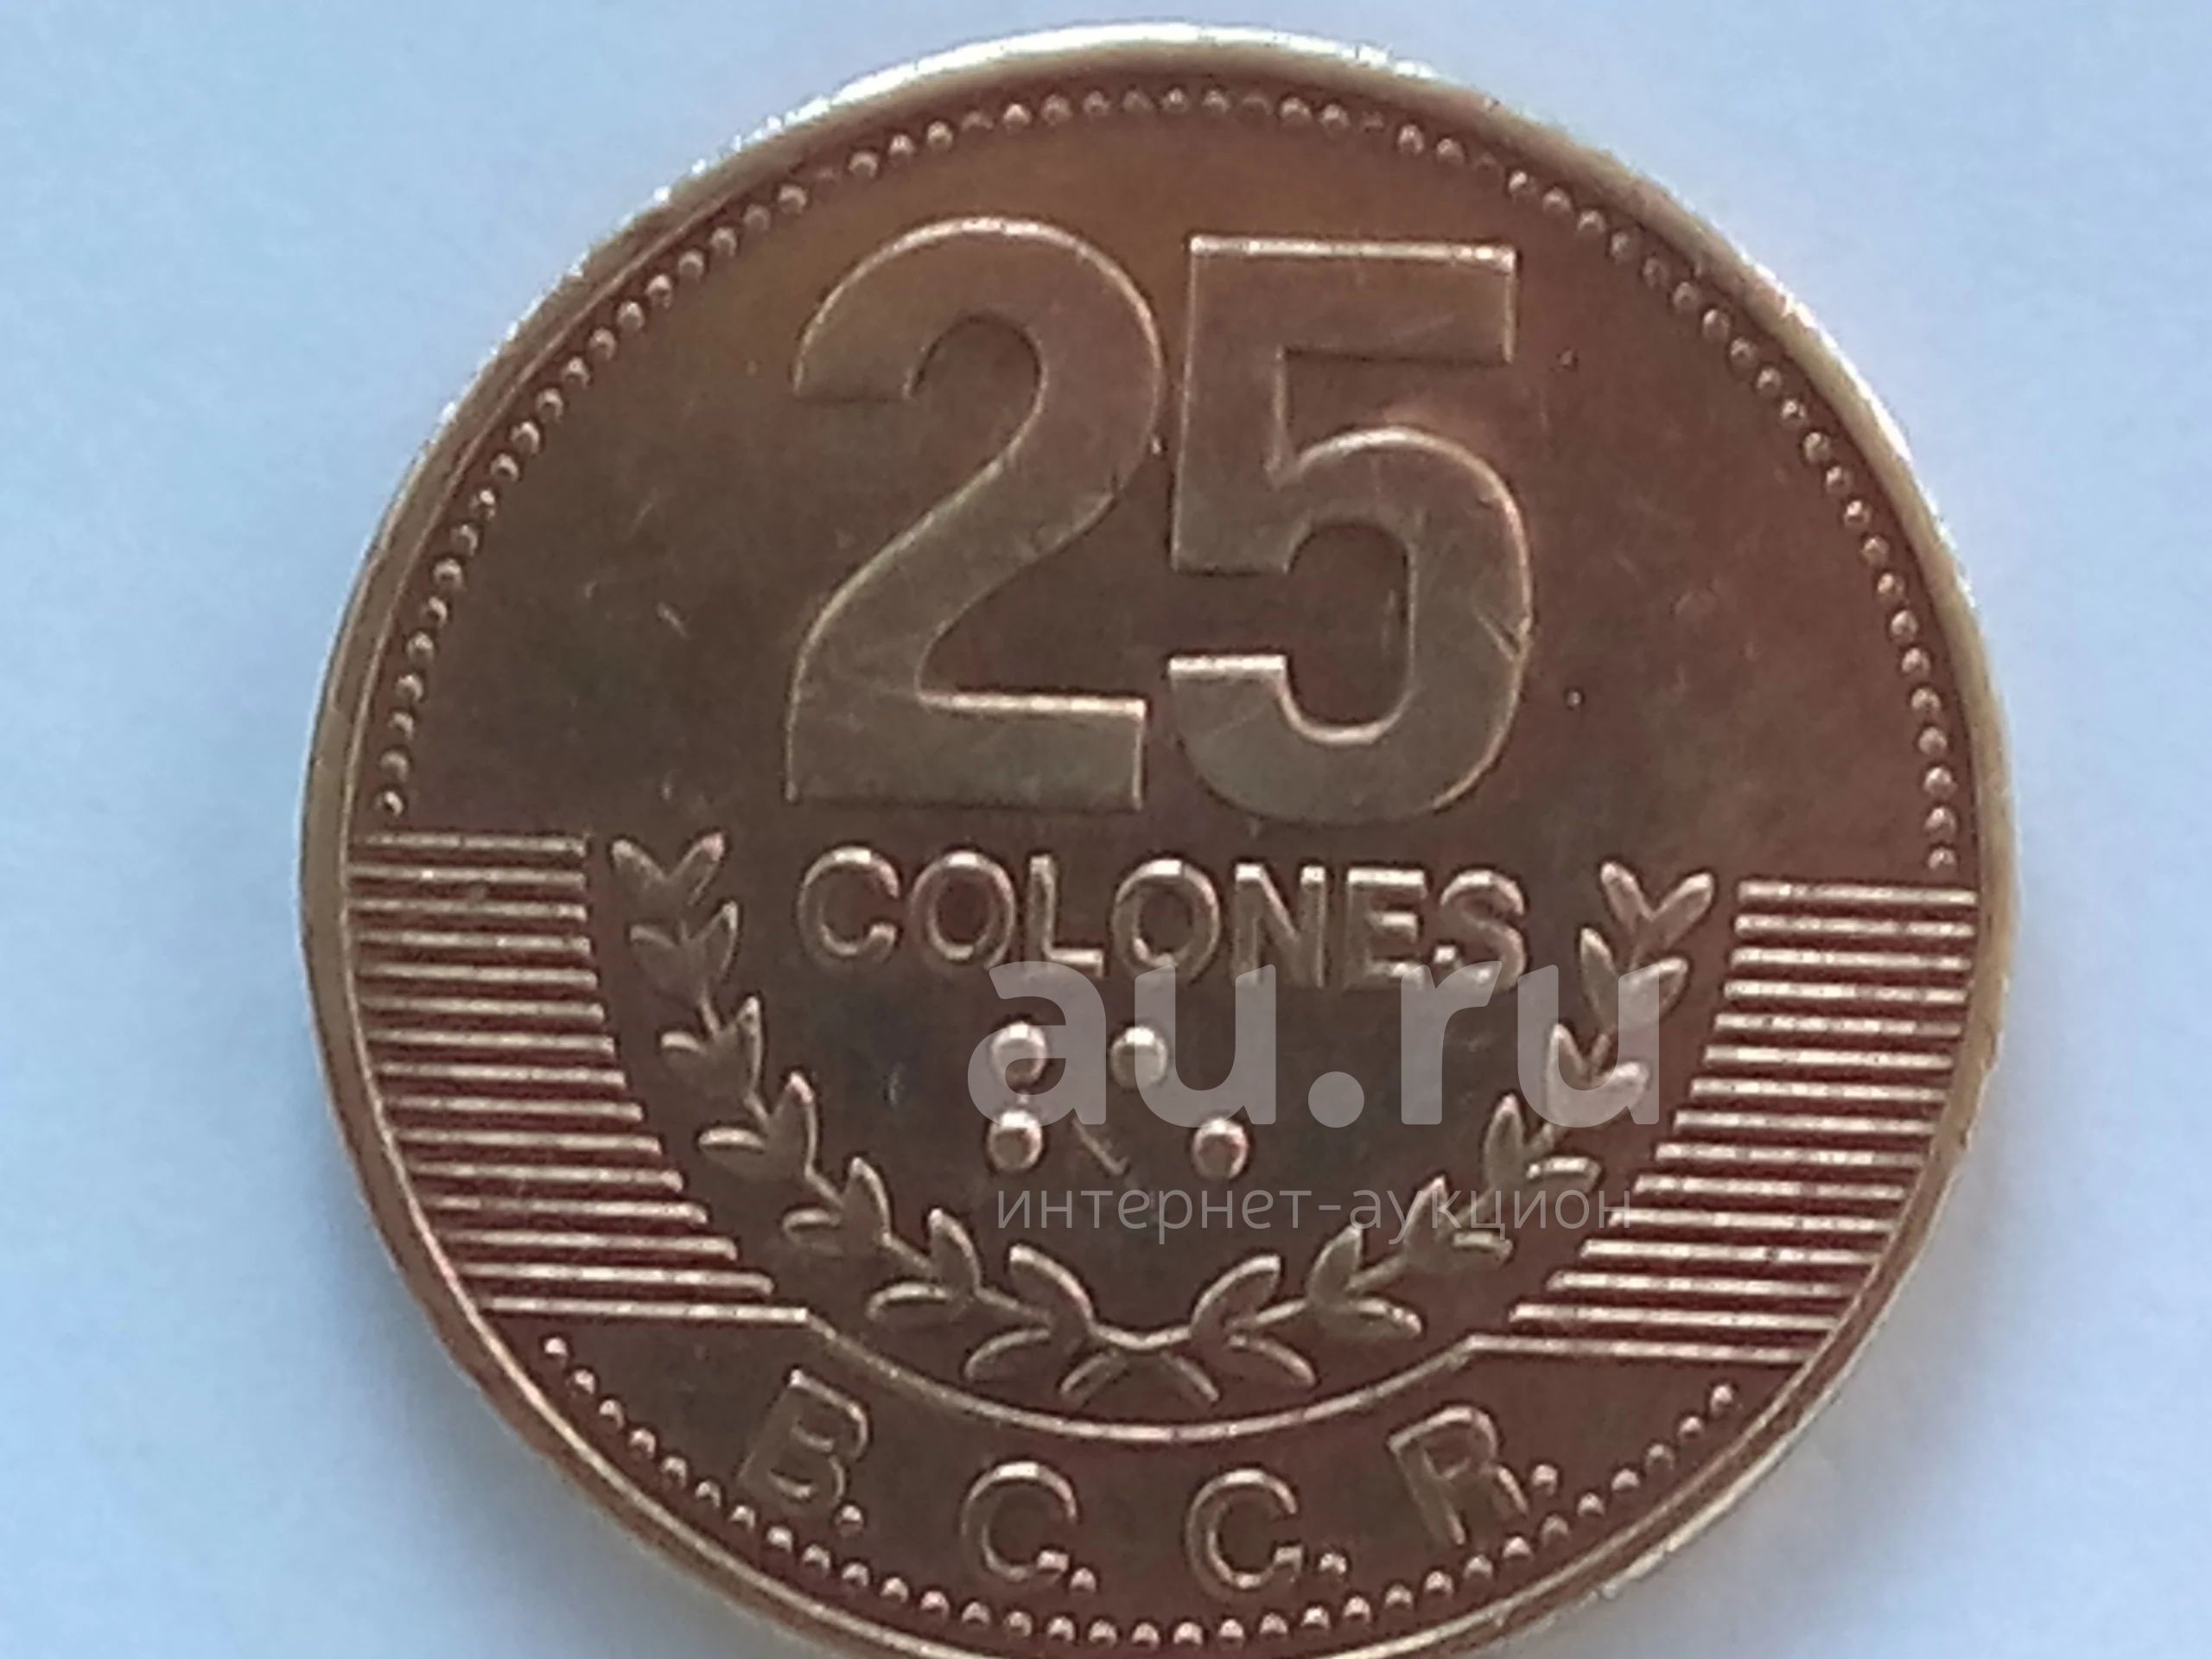 25
COLONES
au.ru
интернет-аукцион
B. C. C. R.